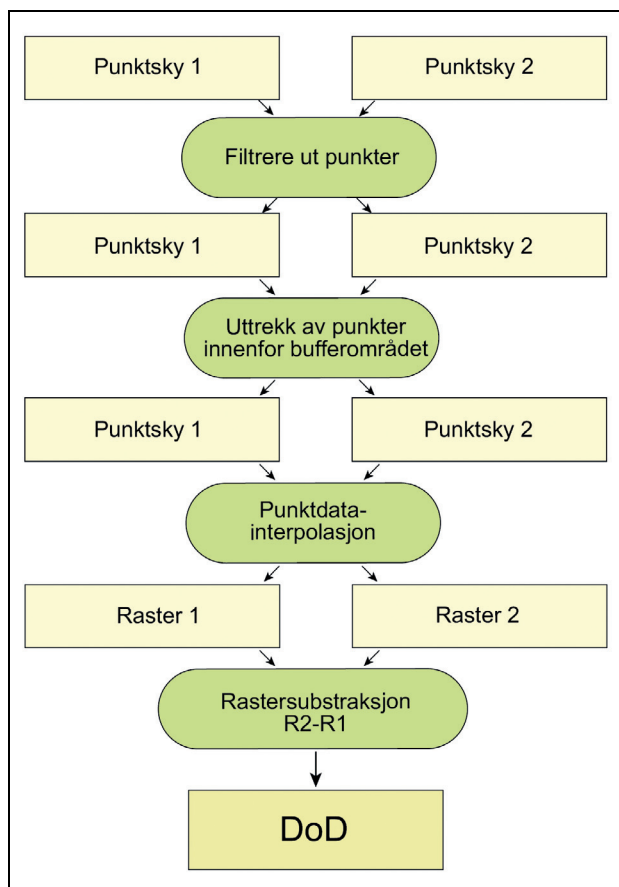 Punktsky 1
Punktsky 2
Filtrere ut punkter
Punktsky 1
Punktsky 2
Uttrekk av punkter
innenfor bufferområdet
Punktsky 1
Punktsky 2
Punktdata-
interpolasjon
Raster 1
Raster 2
Rastersubstraksjon
R2-R1
DoD